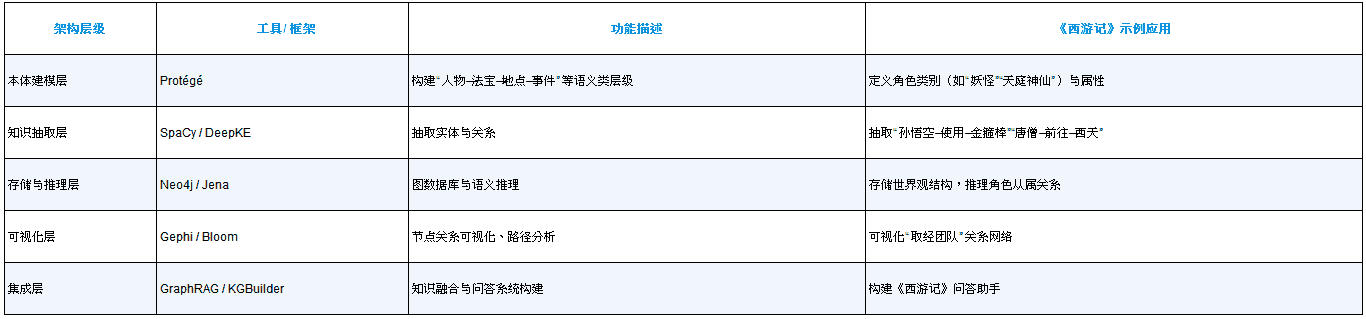 架构层级 工具/ 框架 功能描述 《西游记》示例应用
本体建模层 Protégé 构建“人物–法宝–地点–事件”等语义类层级 定义角色类别（如“妖怪”“天庭神仙”）与属性
知识抽取层 SpaCy / DeepKE 抽取实体与关系 抽取“孙悟空–使用–金箍棒”“唐僧–前往–西天”
存储与推理层 Neo4j / Jena 图数据库与语义推理 存储世界观结构，推理角色从属关系
可视化层 Gephi / Bloom 节点关系可视化、路径分析 可视化“取经团队”关系网络
集成层 GraphRAG / KGBuilder 知识融合与问答系统构建 构建《西游记》问答助手